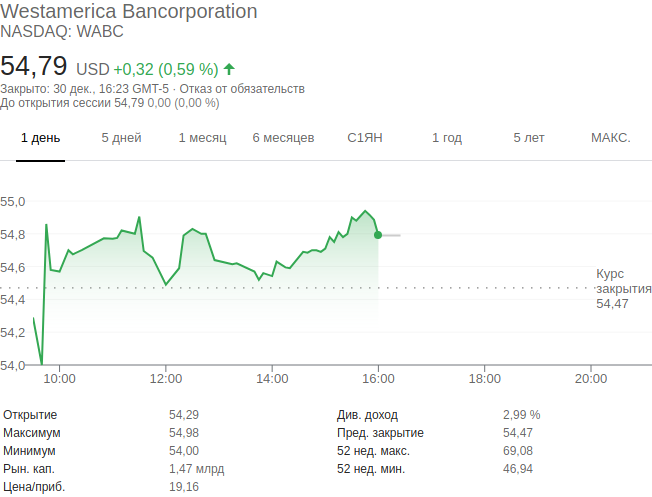 Westamerica Bancorporation
NASDAQ: WABC
54,79 USD +0,32 (0,59 %)
Закрыто: 30 дек., 16:23 GMT-5 · Отказ от обязательств
До открытия сессии 54,79 0,00 (0,00 %)
1 день 5 дней 1 месяц 6 месяцев С1ЯН 1 год 5 лет МАКС.
55,0
54,8
54,6
54,4
54,2
54,0
Курс
закрытия
54,47
10:00 12:00 14:00 16:00 18:00 20:00
Открытие 54,29 Див. доход 2,99 %
Максимум 54,98 Пред. закрытие 54,47
Минимум 54,00 52 нед. макс. 69,08
Рын. кап. 1,47 млрд 52 нед. мин. 46,94
Цена/приб. 19,16